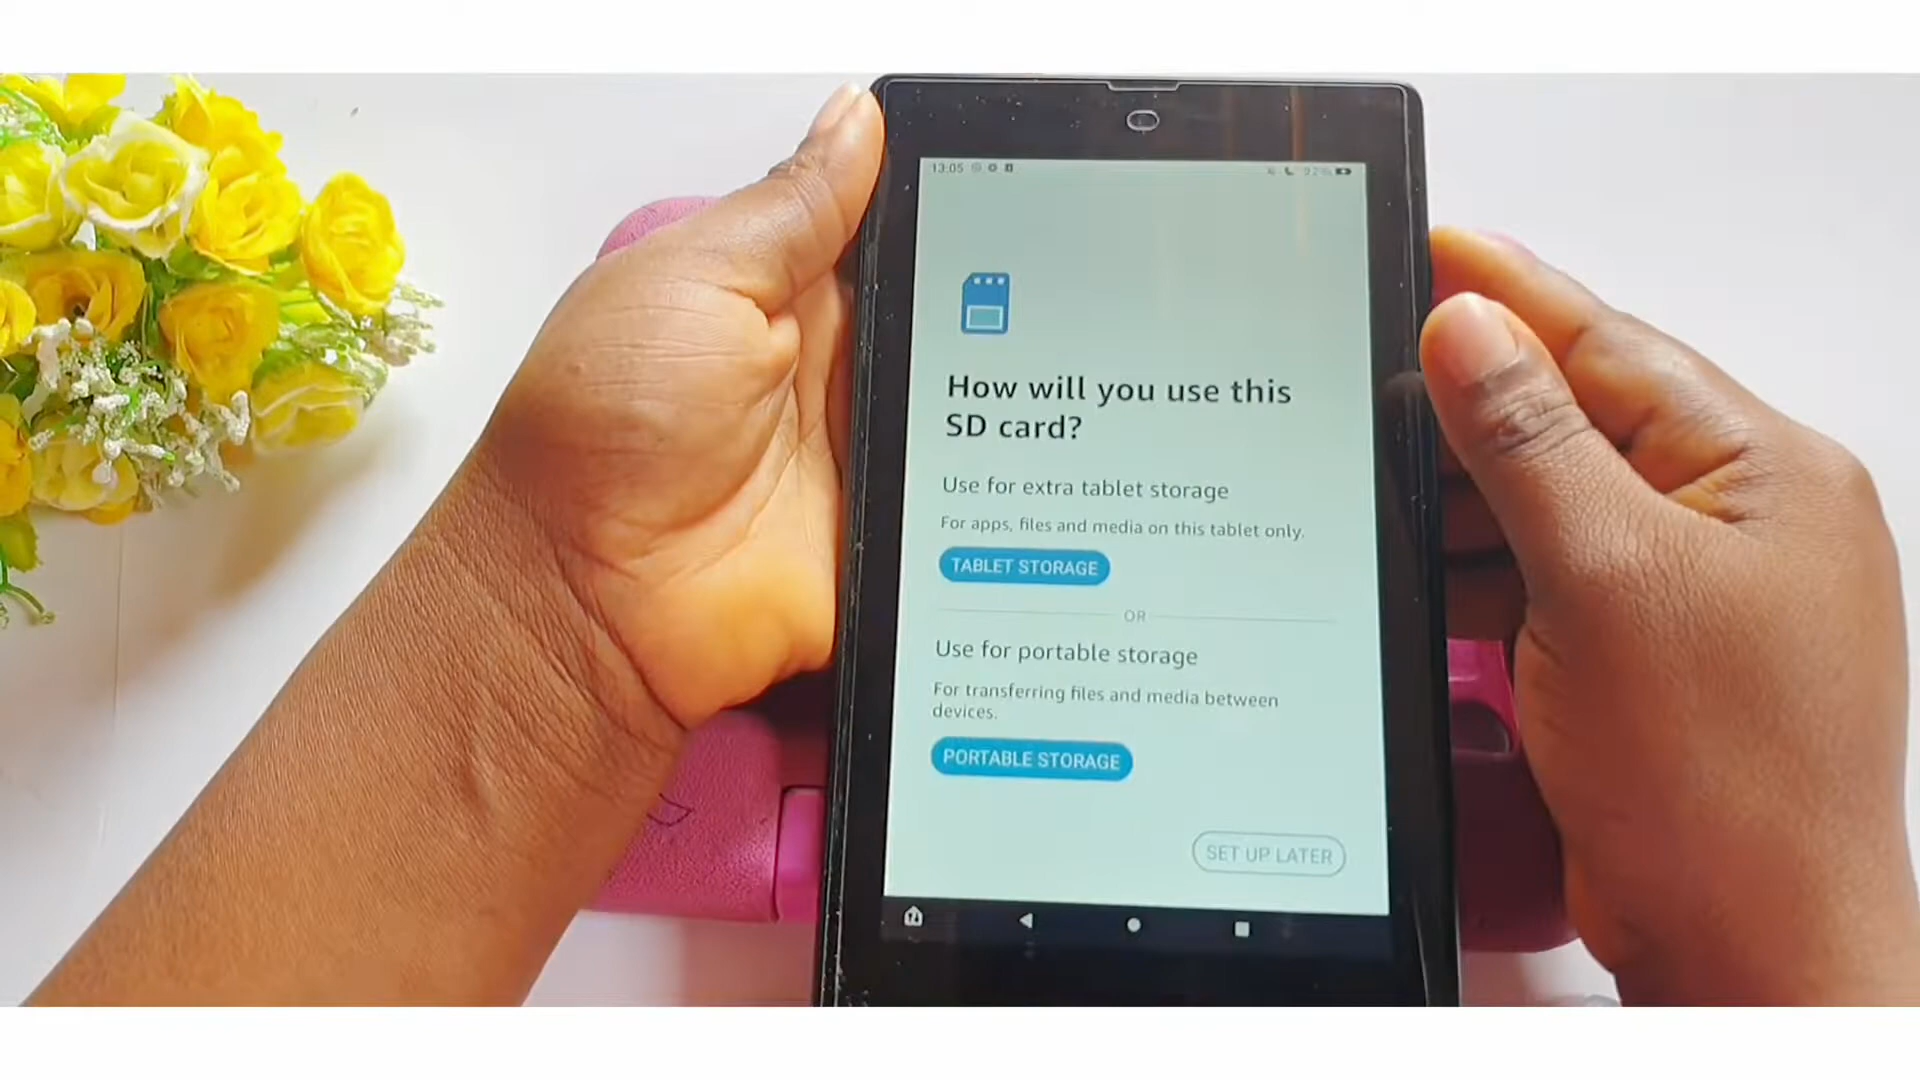 13:05
How will you use this
SD card?
Use for extra tablet storage
For apps, files and media on this tablet only.
TABLET STORAGE
OR
Use for portable storage
For transferring files and media between
devices.
PORTABLE STORAGE
SET UP LATER